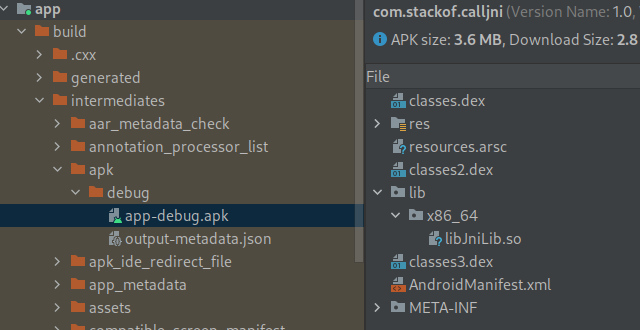 app
build
.cxx
generated
intermediates
aar_metadata_check
annotation_processor_list
apk
debug
app-debug.apk
output-metadata.json
apk_ide_redirect_file
app_metadata
assets
compatible_screen_manifest
com.stackof.calljni (Version Name: 1.0,
APK size: 3.6 MB, Download Size: 2.8
File
classes.dex
res
resources.arsc
classes2.dex
lib
x86_64
libJniLib.so
classes3.dex
AndroidManifest.xml
META-INF